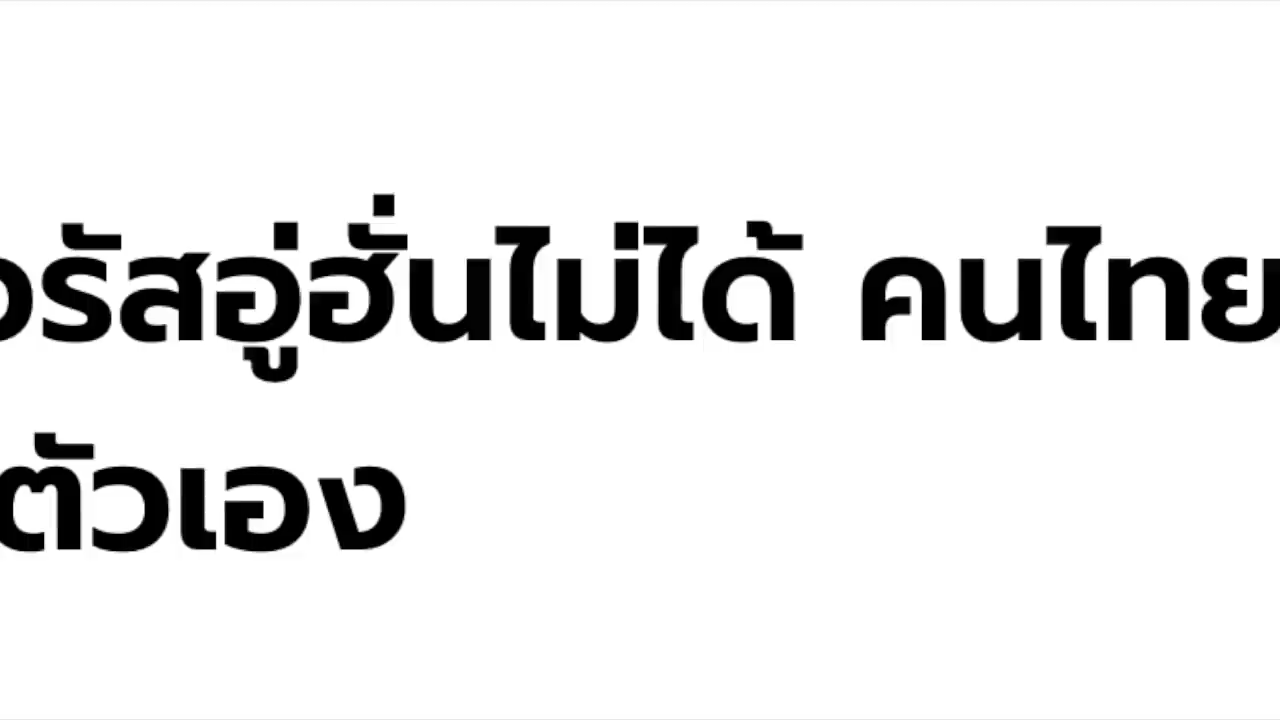 วรัสอู่ฮั่นไม่ได้ คนไทย
ตัวเอง